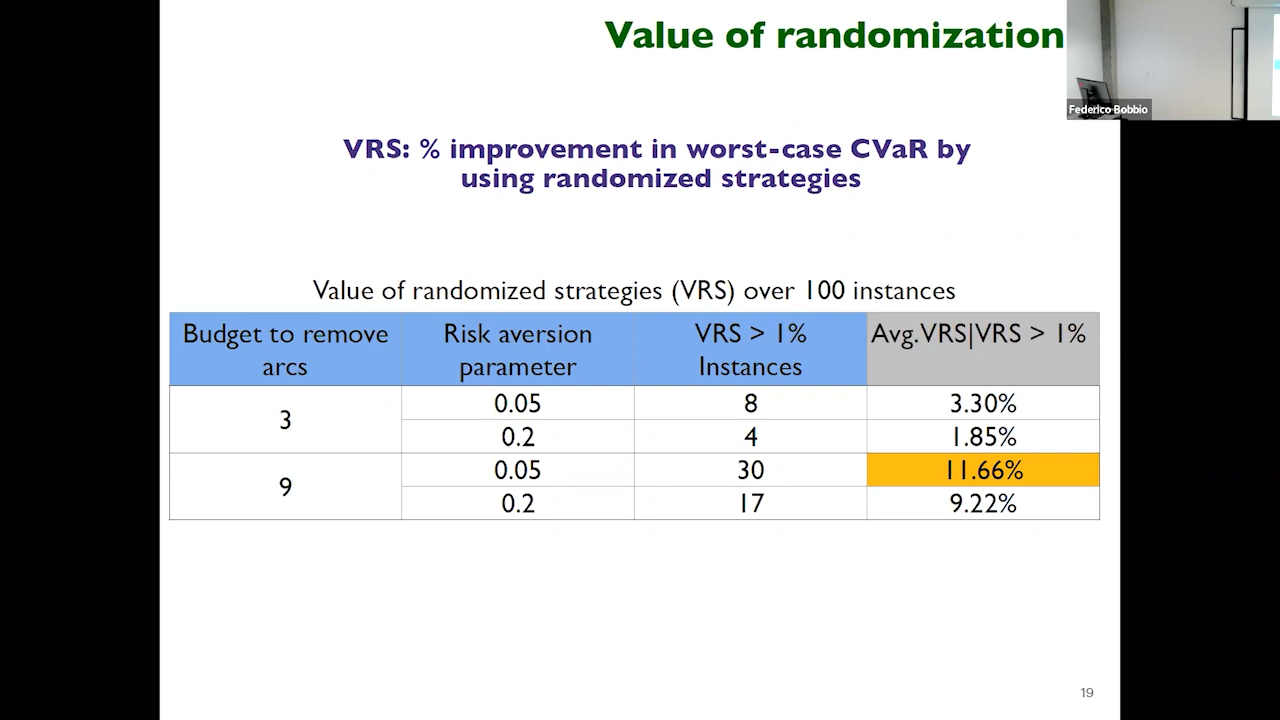 Value of randomization
Federico Bobbio
VRS: % improvement in worst-case CVaR by
using randomized strategies
Value of randomized strategies (VRS) over 100 instances
Budget to remove arcs | Risk aversion parameter | VRS > 1% Instances | Avg.VRS|VRS > 1%
3 | 0.05 | 8 | 3.30%
0.2 | 4 | 1.85%
9 | 0.05 | 30 | 11.66%
0.2 | 17 | 9.22%
19